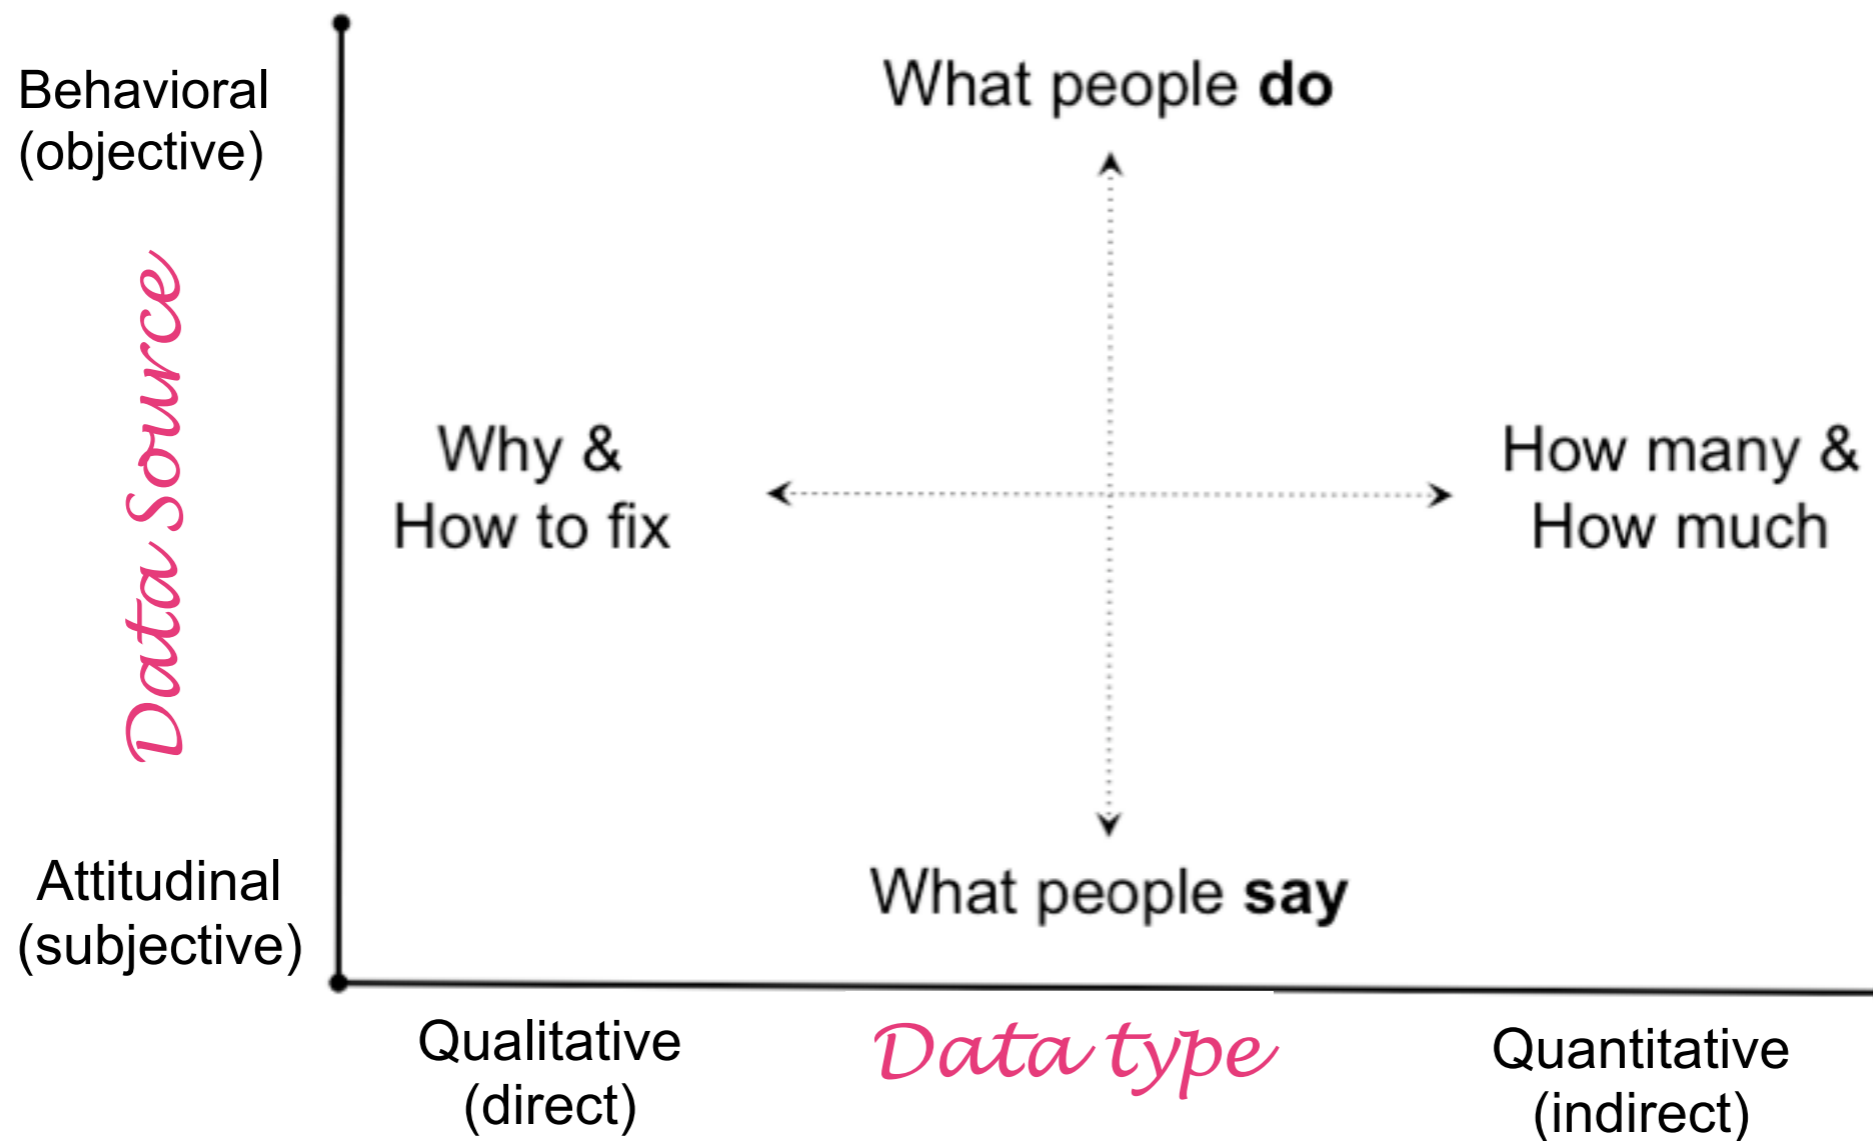 Behavioral
(objective)
What people do
Data Source
Why &
How to fix
How many &
How much
Attitudinal
(subjective)
What people say
Qualitative
(direct)
Data type
Quantitative
(indirect)